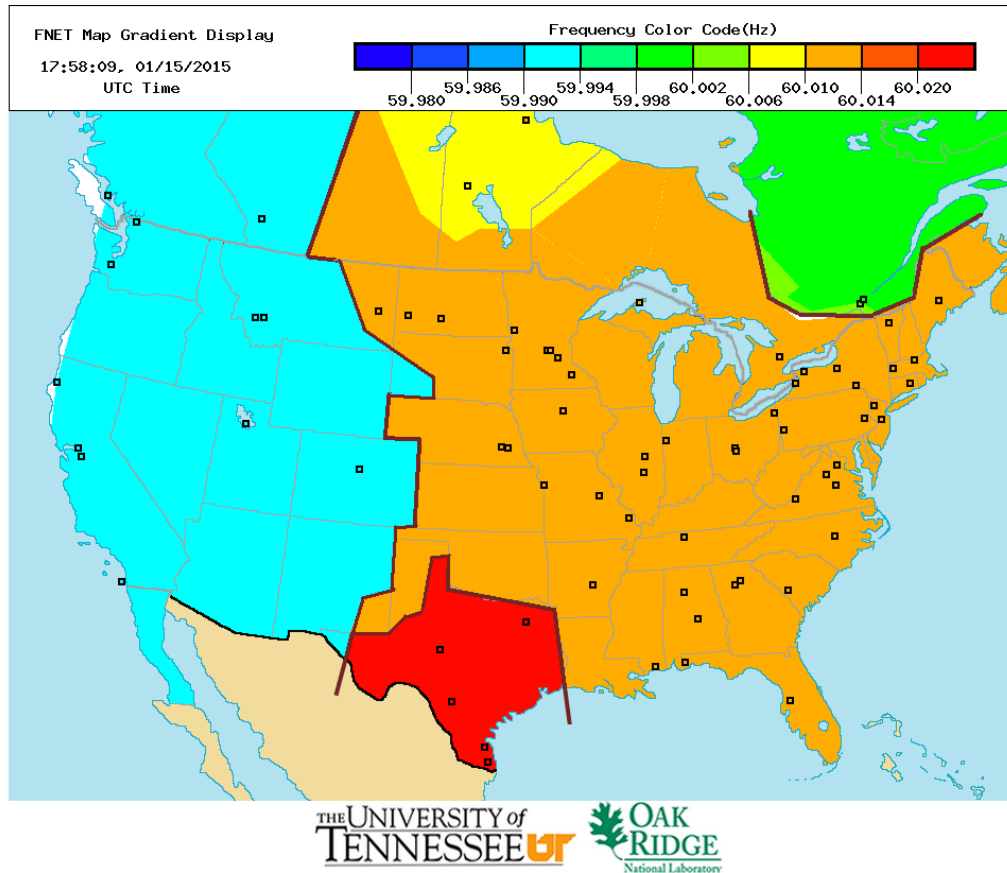 FNET Map Gradient Display
17:58:09, 01/15/2015
UTC Time
Frequency Color Code(Hz)
59.986 59.994 60.002 60.010 60.020
59.980 59.990 59.998 60.006 60.014
THE UNIVERSITY of
TENNESSEE UT
OAK
RIDGE
National Laboratory